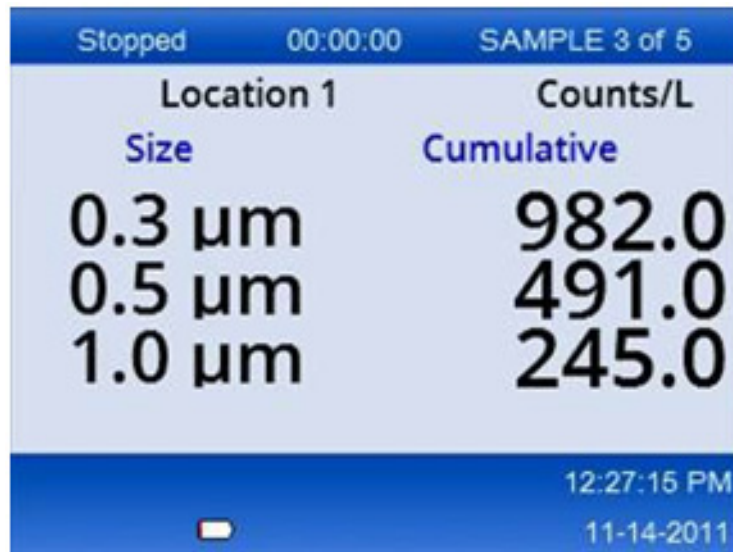 Stopped 00:00:00 SAMPLE 3 of 5
Location 1 Counts/L
Size Cumulative
0.3 µm 982.0
0.5 µm 491.0
1.0 µm 245.0
12:27:15 PM
11-14-2011